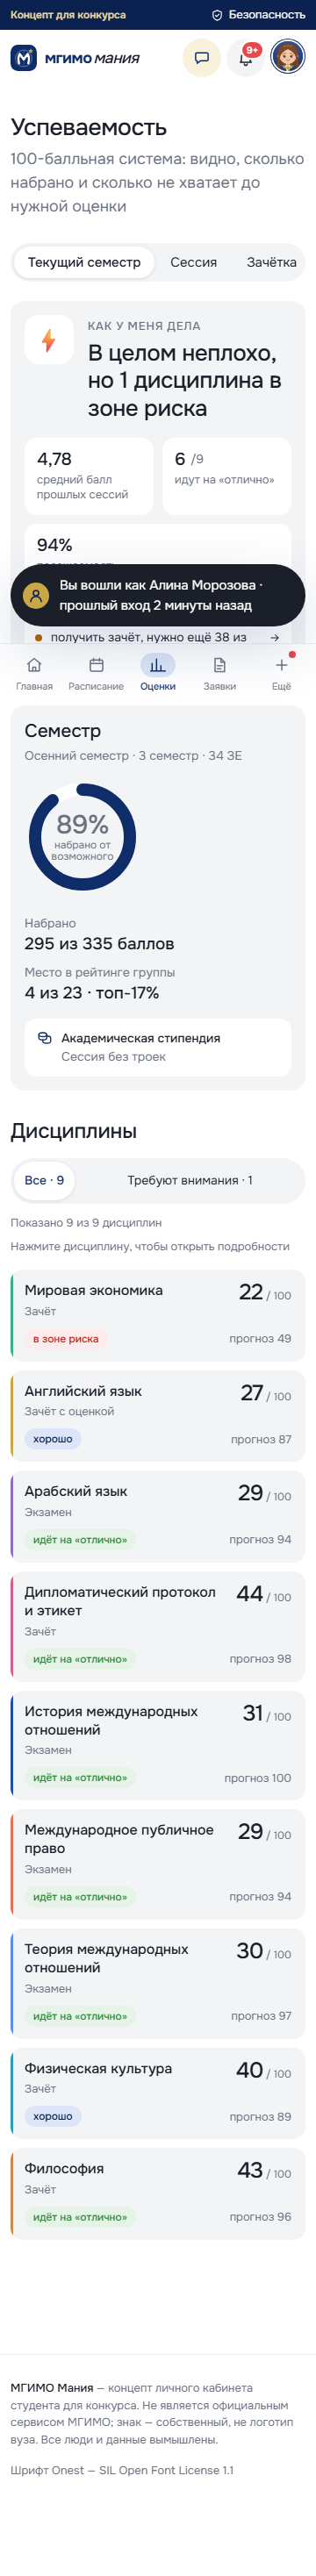 Концепт для конкурса
Безопасность
М
МГИМО МАНИЯ
9+
Успеваемость
100-балльная система: видно, сколько
набрано и сколько не хватает до
нужной оценки
Текущий семестр
Сессия
Зачётка
КАК У МЕНЯ ДЕЛА
В целом неплохо,
но 1 дисциплина в
зоне риска
4,78
средний балл
прошлых сессий
6 /9
идут на «отлично»
94%
Вы вошли как Алина Морозова ·
прошлый вход 2 минуты назад
получить зачёт, нужно ещё 38 из →
Главная
Расписание
Оценки
Заявки
Ещё
Семестр
Осенний семестр · 3 семестр · 34 ЗЕ
89%
набрано от
возможного
Набрано
295 из 335 баллов
Место в рейтинге группы
4 из 23 · топ-17%
Академическая стипендия
Сессия без троек
Дисциплины
Все · 9
Требуют внимания · 1
Показано 9 из 9 дисциплин
Нажмите дисциплину, чтобы открыть подробности
Мировая экономика
22 / 100
Зачёт
в зоне риска
прогноз 49
Английский язык
27 / 100
Зачёт с оценкой
хорошо
прогноз 87
Арабский язык
29 / 100
Экзамен
идёт на «отлично»
прогноз 94
Дипломатический протокол
и этикет
44 / 100
Зачёт
идёт на «отлично»
прогноз 98
История международных
отношений
31 / 100
Экзамен
идёт на «отлично»
прогноз 100
Международное публичное
право
29 / 100
Экзамен
идёт на «отлично»
прогноз 94
Теория международных
отношений
30 / 100
Экзамен
идёт на «отлично»
прогноз 97
Физическая культура
40 / 100
Зачёт
хорошо
прогноз 89
Философия
43 / 100
Зачёт
идёт на «отлично»
прогноз 96
МГИМО Мания — концепт личного кабинета
студента для конкурса. Не является официальным
сервисом МГИМО; знак — собственный, не логотип
вуза. Все люди и данные вымышлены.
Шрифт Onest — SIL Open Font License 1.1